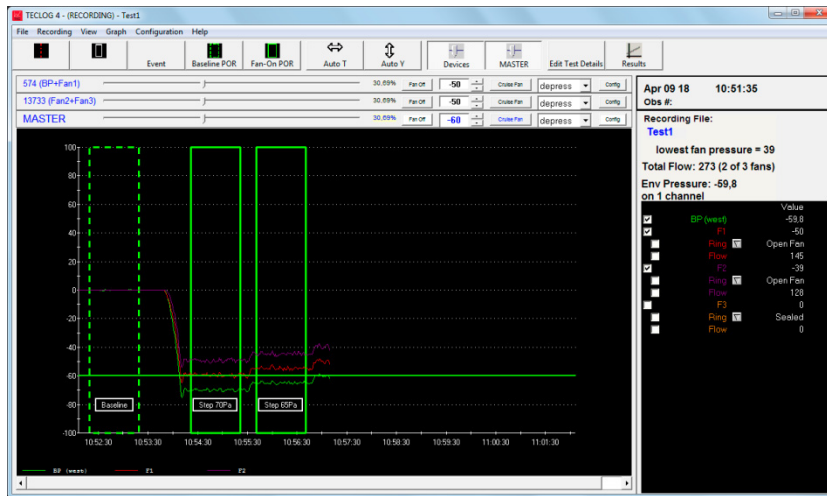 TECLOG 4 - (RECORDING) - Test1
File Recording View Graph Configuration Help
Event Baseline POR Fan-On POR Auto T Auto Y Devices MASTER Edit Test Details Results
574 (BP+Fan1) 30,69% Fan Off -50 Cruise Fan depress Config
13733 (Fan2+Fan3) 30,69% Fan Off -50 Cruise Fan depress Config
MASTER 30,69% Fan Off -60 Cruise Fan depress Config
Apr 09 18 10:51:35
Obs #:
Recording File:
Test1
lowest fan pressure = 39
Total Flow: 273 (2 of 3 fans)
Env Pressure: -59,8
on 1 channel
Value
BP (west) -59,8
F1 -50
Ring Open Fan
Flow 145
F2 -39
Ring Open Fan
Flow 128
F3 0
Ring Sealed
Flow 0
100
80
60
40
20
0
-20
-40
-60
-80
-100
Baseline Step 70Pa Step 65Pa
10:52:30 10:53:30 10:54:30 10:55:30 10:56:30 10:57:30 10:58:30 10:59:30 11:00:30 11:01:30
BP (west) F1 F2